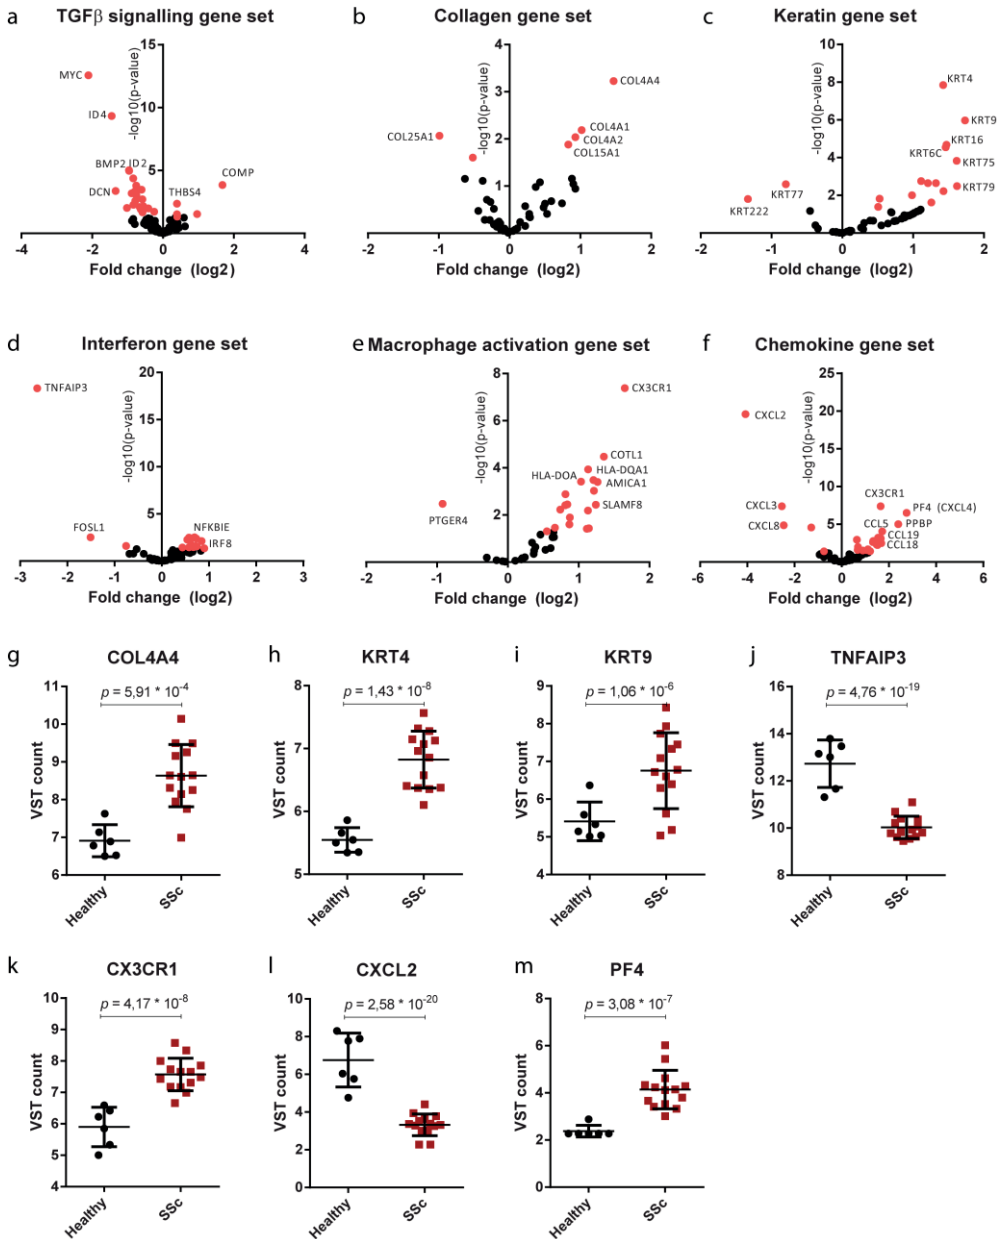 a TGFβ signalling gene set
-log10(p-value)
15
10
5
MYC
ID4
BMP2 ID2
DCN
THBS4
COMP
-4 -2 0 2 4
Fold change (log2)
b Collagen gene set
-log10(p-value)
4
3
2
1
COL4A4
COL25A1
COL4A1
COL4A2
COL15A1
-2 -1 0 1 2
Fold change (log2)
c Keratin gene set
-log10(p-value)
10
8
6
4
2
KRT4
KRT9
KRT16
KRT6C
KRT75
KRT79
KRT77
KRT222
-2 -1 0 1 2
Fold change (log2)
d Interferon gene set
-log10(p-value)
20
15
10
5
TNFAIP3
FOSL1
NFKBIE
IRF8
-3 -2 -1 0 1 2 3
Fold change (log2)
e Macrophage activation gene set
-log10(p-value)
8
6
4
2
CX3CR1
COTL1
HLA-DOA
HLA-DQA1
AMICA1
SLAMF8
PTGER4
-2 -1 0 1 2
Fold change (log2)
f Chemokine gene set
-log10(p-value)
25
20
15
10
5
CXCL2
CXCL3
CXCL8
CX3CR1
PF4 (CXCL4)
CCL5 PPBP
CCL19
CCL18
-6 -4 -2 0 2 4 6
Fold change (log2)
g COL4A4
p = 5,91 * 10-4
VST count
11
10
9
8
7
6
Healthy SSc
h KRT4
p = 1,43 * 10-8
VST count
8
7
6
5
Healthy SSc
i KRT9
p = 1,06 * 10-6
VST count
9
8
7
6
5
4
Healthy SSc
j TNFAIP3
p = 4,76 * 10-19
VST count
16
14
12
10
8
Healthy SSc
k CX3CR1
p = 4,17 * 10-8
VST count
10
9
8
7
6
5
4
Healthy SSc
l CXCL2
p = 2,58 * 10-20
VST count
10
8
6
4
2
0
Healthy SSc
m PF4
p = 3,08 * 10-7
VST count
8
6
4
2
0
Healthy SSc